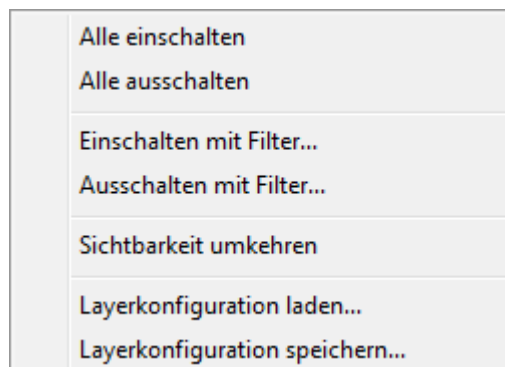 Alle einschalten
Alle ausschalten
Einschalten mit Filter...
Ausschalten mit Filter...
Sichtbarkeit umkehren
Layerkonfiguration laden...
Layerkonfiguration speichern...